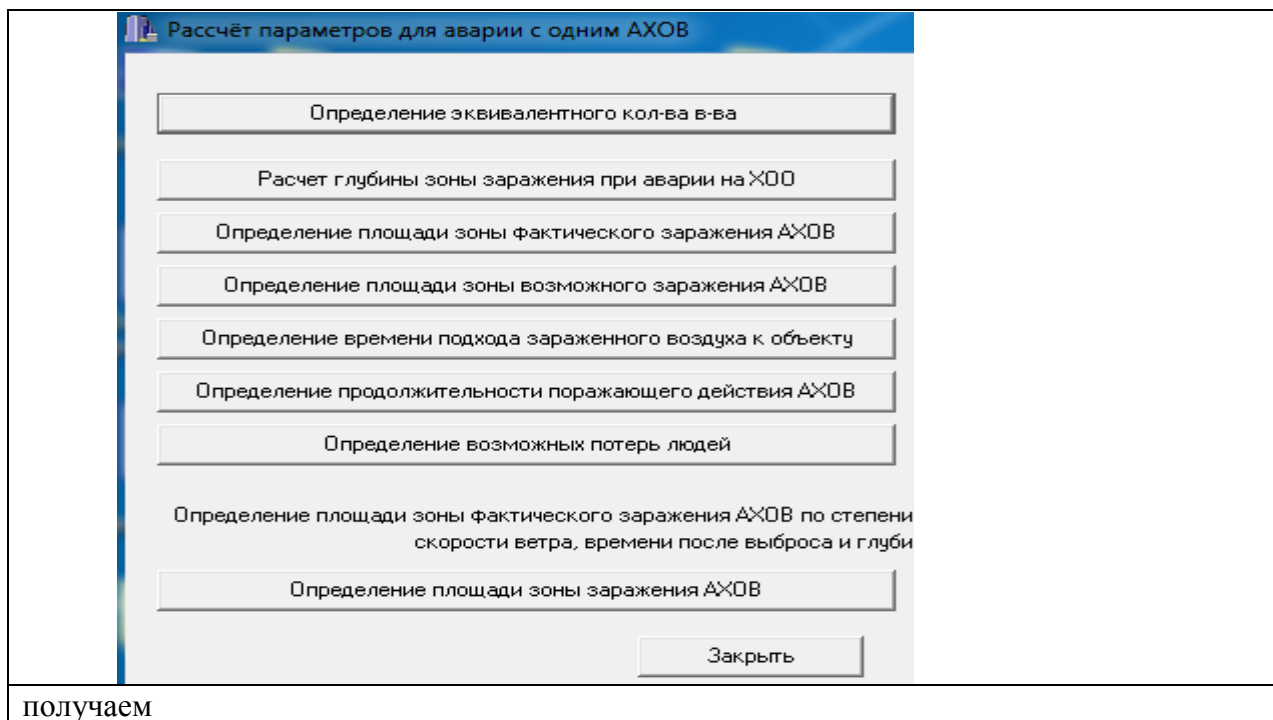 Рассчёт параметров для аварии с одним АХОВ
Определение эквивалентного кол-ва в-ва
Расчет глубины зоны заражения при аварии на ХОО
Определение площади зоны фактического заражения АХОВ
Определение площади зоны возможного заражения АХОВ
Определение времени подхода зараженного воздуха к объекту
Определение продолжительности поражающего действия АХОВ
Определение возможных потерь людей
Определение площади зоны фактического заражения АХОВ по степени
скорости ветра, времени после выброса и глуби
Определение площади зоны заражения АХОВ
Закрыть
получаем